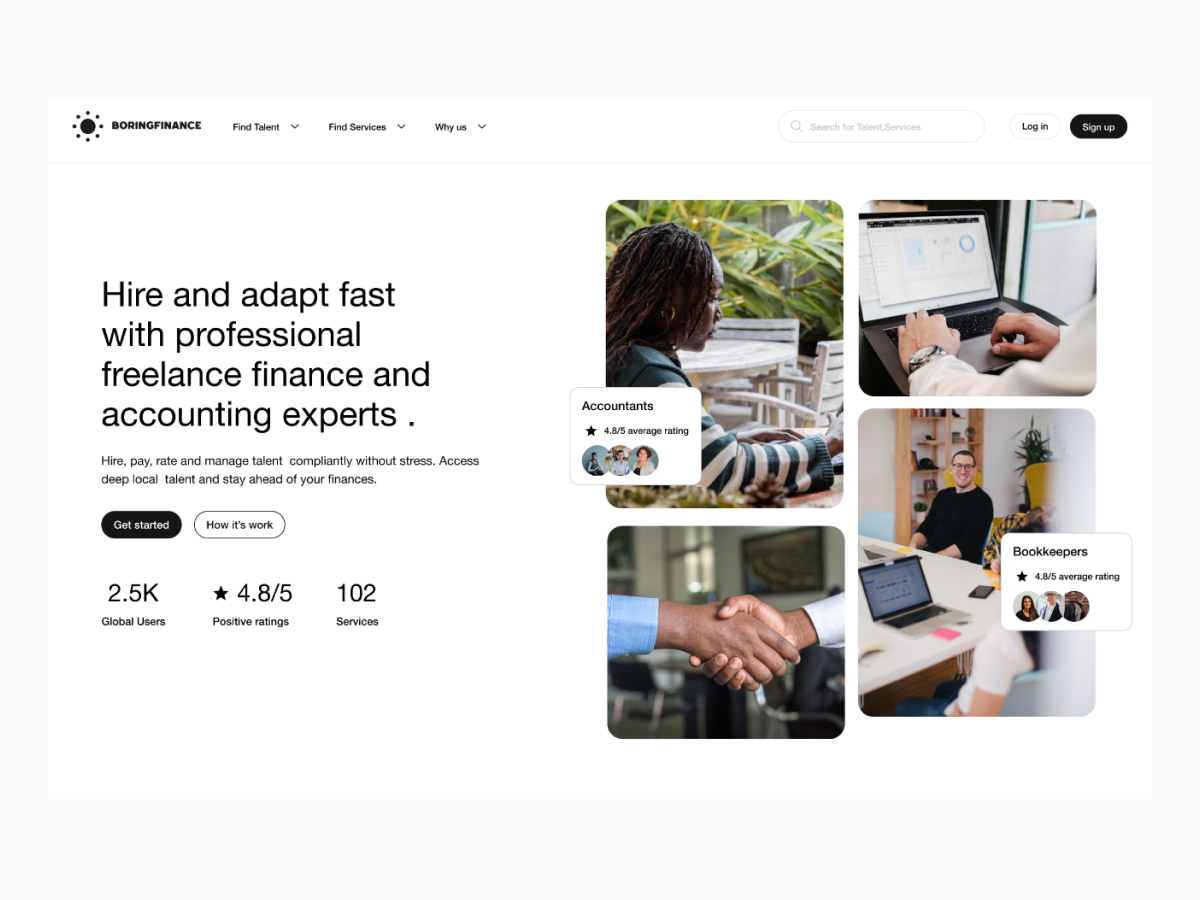 BORINGFINANCE
Find Talent
Find Services
Why us
Search for Talent,Services
Log in
Sign up
Hire and adapt fast
with professional
freelance finance and
accounting experts .
Hire, pay, rate and manage talent  compliantly without stress. Access
deep local  talent and stay ahead of your finances.
Get started
How it's work
2.5K
Global Users
4.8/5
Positive ratings
102
Services
Accountants
4.8/5 average rating
Bookkeepers
4.8/5 average rating